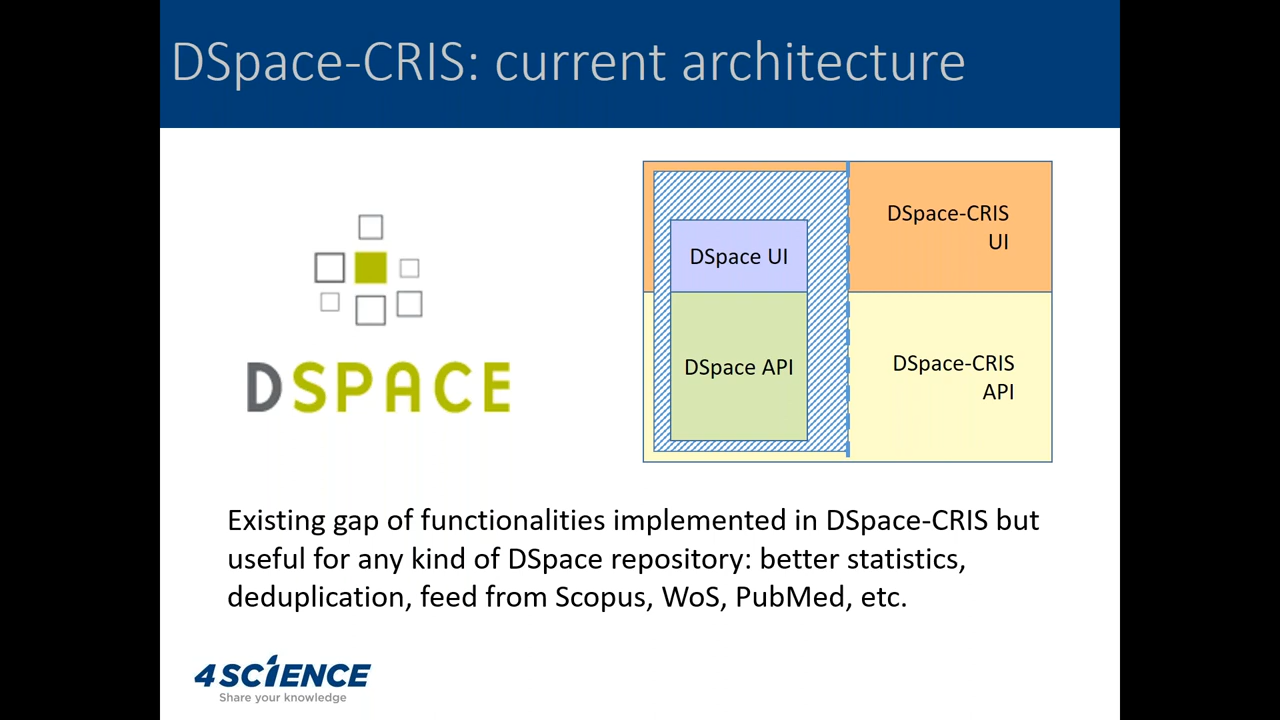 DSpace-CRIS: current architecture
DSPACE
DSpace UI
DSpace API
DSpace-CRIS
UI
DSpace-CRIS
API
Existing gap of functionalities implemented in DSpace-CRIS but
useful for any kind of DSpace repository: better statistics,
deduplication, feed from Scopus, WoS, PubMed, etc.
4SCIENCE
Share your knowledge